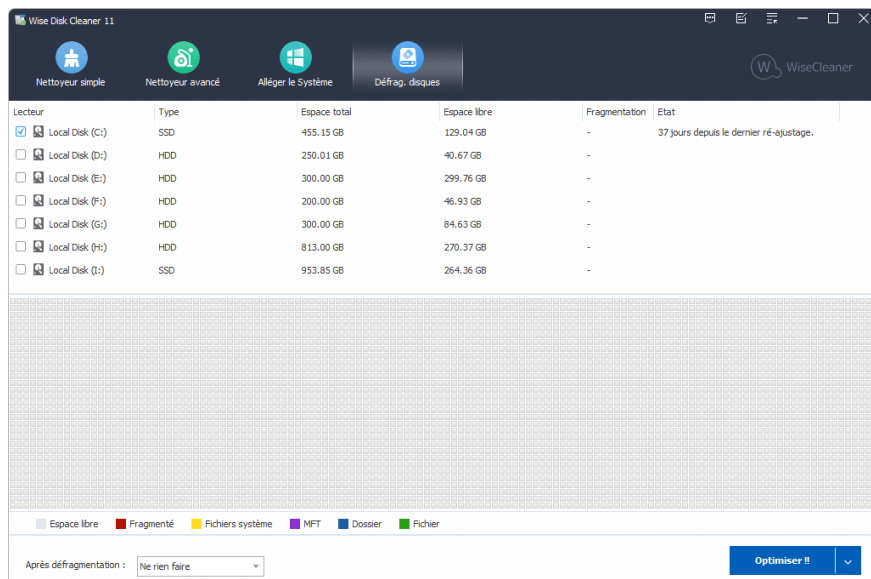 Wise Disk Cleaner 11
Nettoyeur simple Nettoyeur avancé Alléger le Système Défrag. disques WiseCleaner
Lecteur Type Espace total Espace libre Fragmentation Etat
Local Disk (C:) SSD 455.15 GB 129.04 GB - 37 jours depuis le dernier ré-ajustage.
Local Disk (D:) HDD 250.01 GB 40.67 GB -
Local Disk (E:) HDD 300.00 GB 299.76 GB -
Local Disk (F:) HDD 200.00 GB 46.93 GB -
Local Disk (G:) HDD 300.00 GB 84.63 GB -
Local Disk (H:) HDD 813.00 GB 270.37 GB -
Local Disk (I:) SSD 953.85 GB 264.36 GB -
Espace libre Fragmenté Fichiers système MFT Dossier Fichier
Après défragmentation : Ne rien faire Optimiser !!